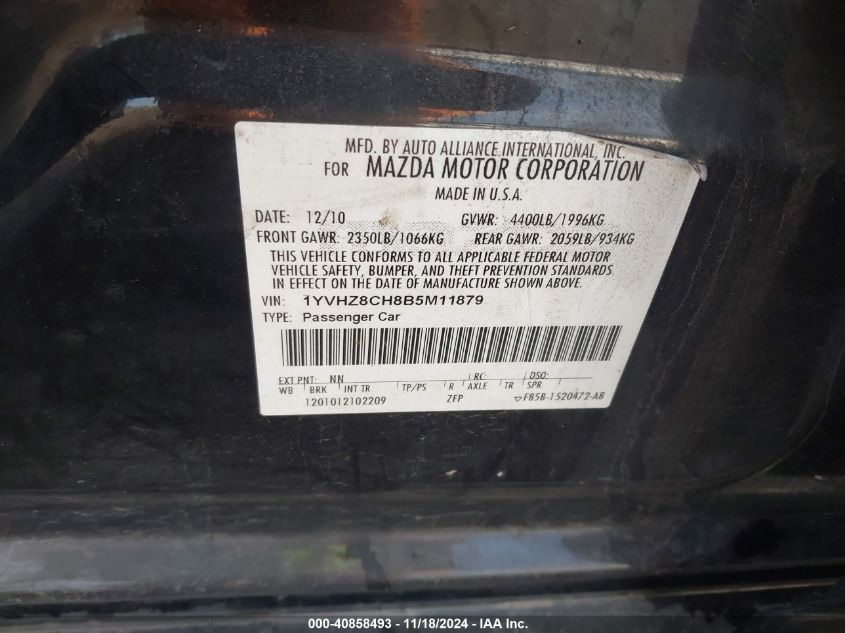 MFD. BY AUTO ALLIANCE INTERNATIONAL, INC.
FOR MAZDA MOTOR CORPORATION
MADE IN U.S.A.
DATE: 12/10 GVWR: 4400LB/1996KG
FRONT GAWR: 2350LB/1066KG REAR GAWR: 2059LB/934KG
THIS VEHICLE CONFORMS TO ALL APPLICABLE FEDERAL MOTOR
VEHICLE SAFETY, BUMPER, AND THEFT PREVENTION STANDARDS
IN EFFECT ON THE DATE OF MANUFACTURE SHOWN ABOVE.
VIN: 1YVHZ8CH8B5M11879
TYPE: Passenger Car
EXT PNT: NN RC: DSO:
WB BRK INT TR TP/PS R AXLE TR SPR
1201012102209 ZFP FB5B-1520472-AB
000-40858493 - 11/18/2024 - IAA Inc.